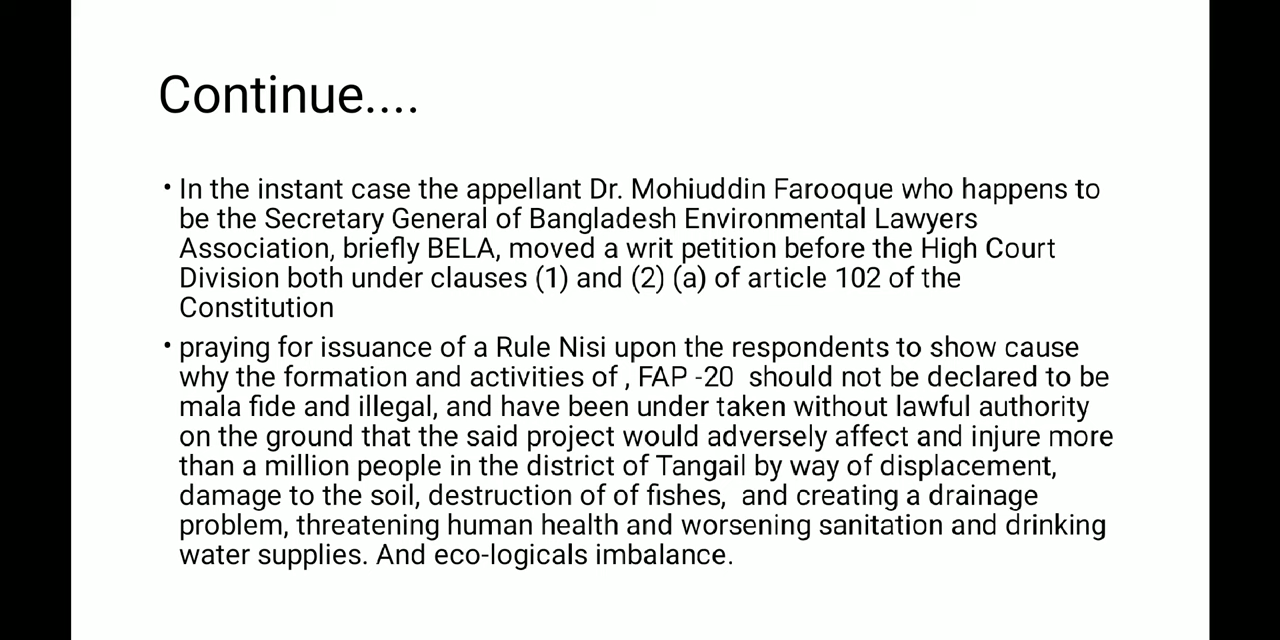 Continue....
• In the instant case the appellant Dr. Mohiuddin Farooque who happens to
be the Secretary General of Bangladesh Environmental Lawyers
Association, briefly BELA, moved a writ petition before the High Court
Division both under clauses (1) and (2) (a) of article 102 of the
Constitution
• praying for issuance of a Rule Nisi upon the respondents to show cause
why the formation and activities of , FAP -20  should not be declared to be
mala fide and illegal, and have been under taken without lawful authority
on the ground that the said project would adversely affect and injure more
than a million people in the district of Tangail by way of displacement,
damage to the soil, destruction of of fishes,  and creating a drainage
problem, threatening human health and worsening sanitation and drinking
water supplies. And eco-logicals imbalance.